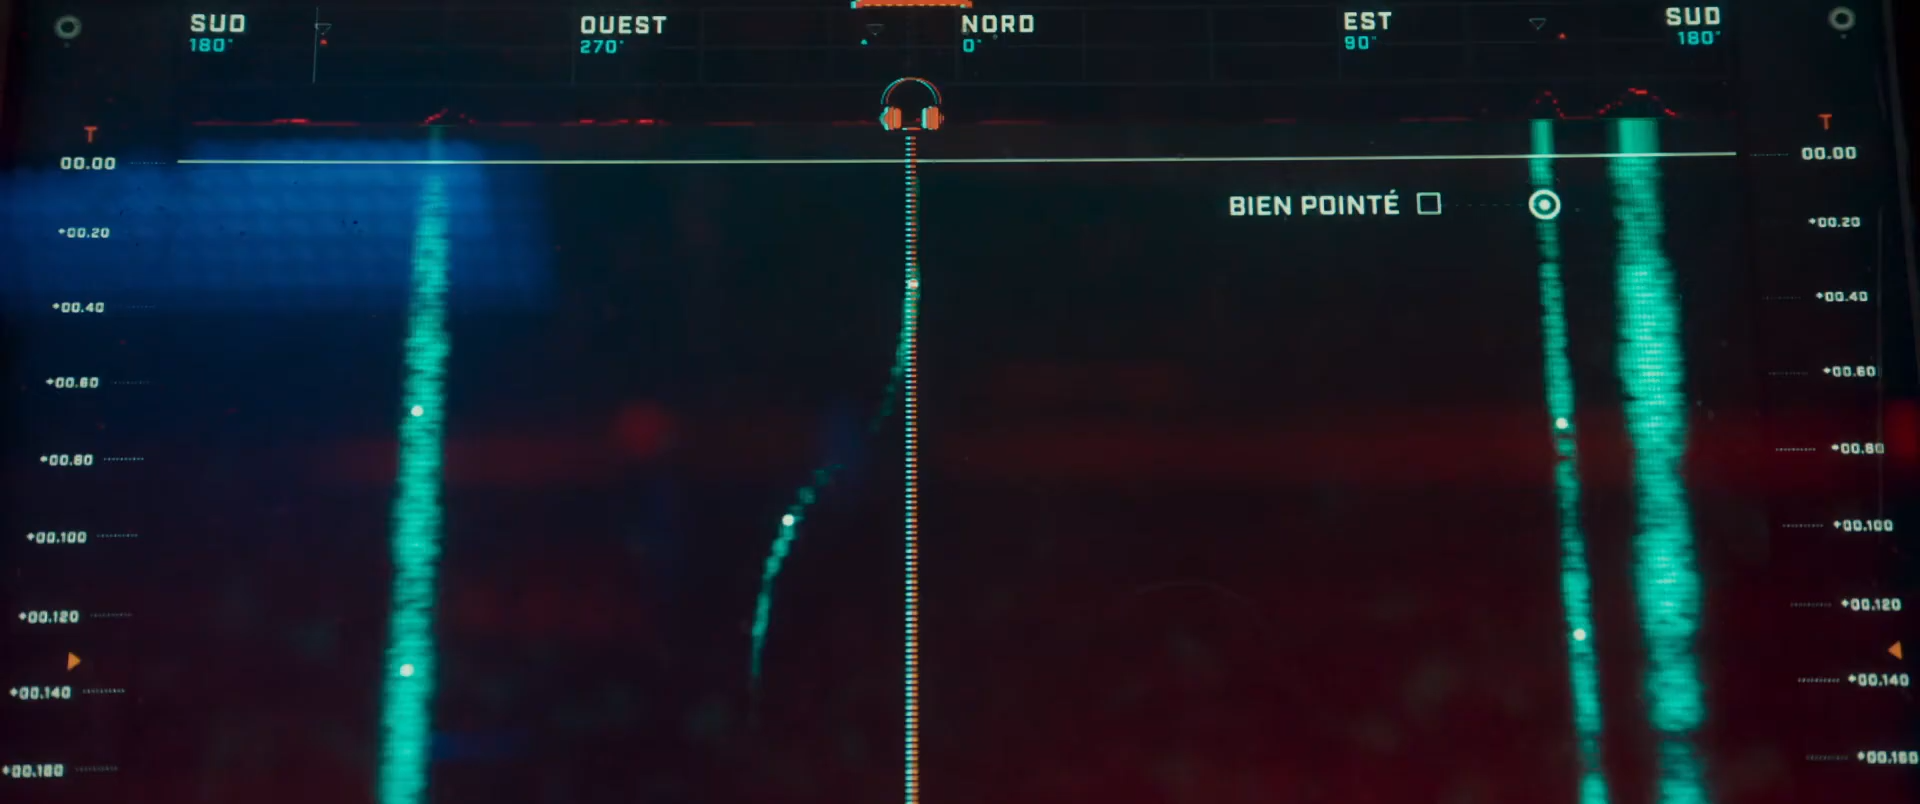 SUD OUEST NORD EST SUD
180° 270° 0° 90° 180°
T T
00.00 00.00
BIEN POINTÉ
+00.20 +00.20
+00.40 +00.40
+00.60 +00.60
+00.80 +00.80
+00.100 +00.100
+00.120 +00.120
+00.140 +00.140
+00.160 +00.160